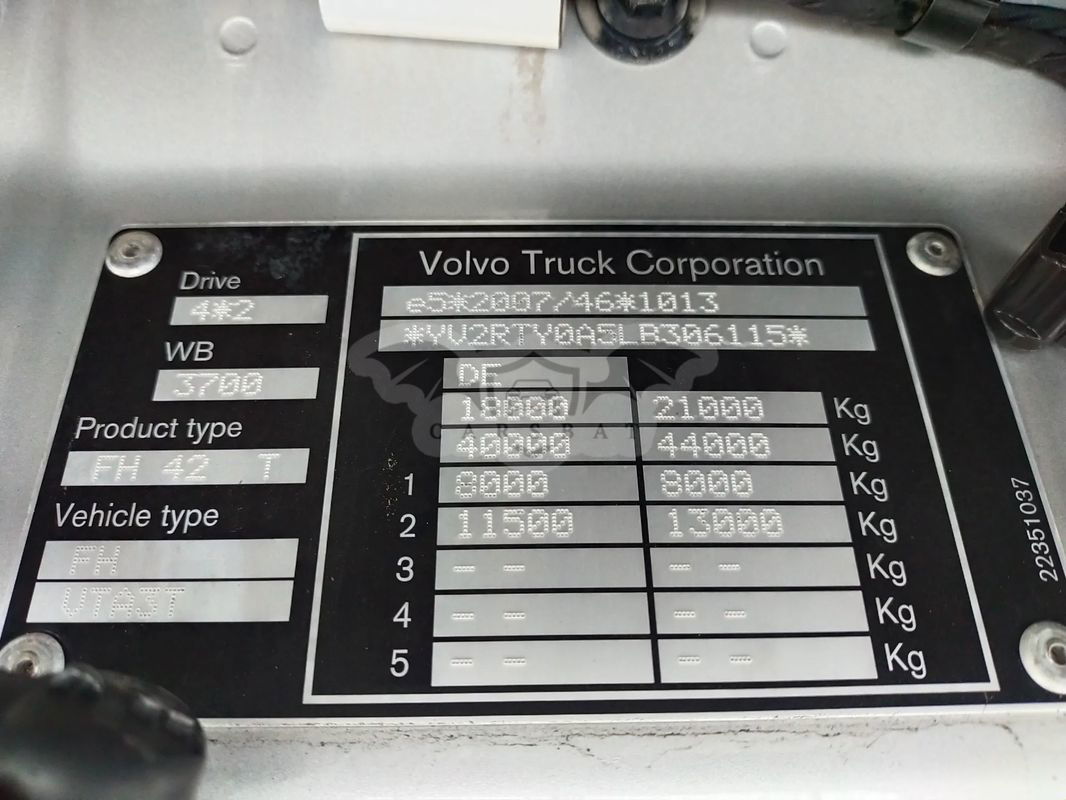 Drive
4*2
WB
3700
Product type
FH 42 T
Vehicle type
FH
VTA3T
Volvo Truck Corporation
e5*2007/46*1013
*YV2RTY0A5LB306115*
DE
18000 21000 Kg
40000 44000 Kg
1 8000 8000 Kg
2 11500 13000 Kg
3 -- -- -- -- Kg
4 -- -- -- -- Kg
5 -- -- -- -- Kg
22351037
CARSBAT